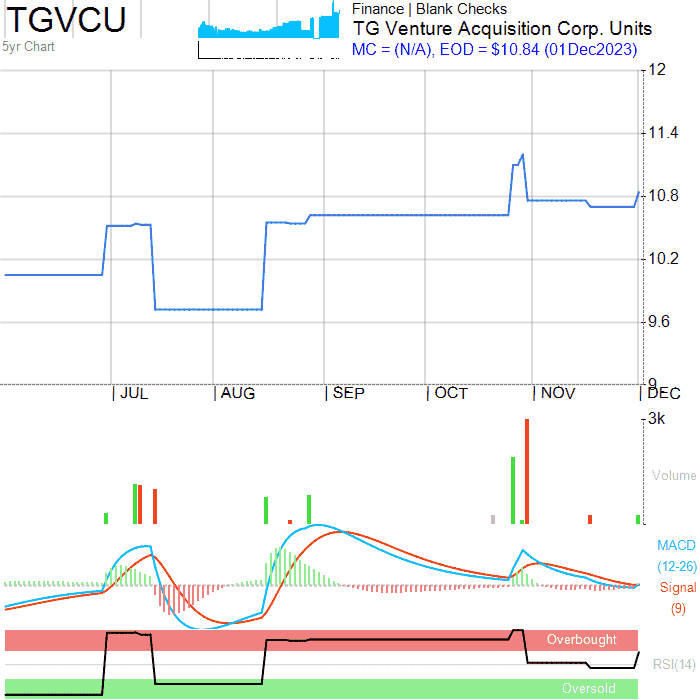 TGVCU
5yr Chart
Finance | Blank Checks
TG Venture Acquisition Corp. Units
MC = (N/A), EOD = $10.84 (01Dec2023)
12
11.4
10.8
10.2
9.6
9
JUL AUG SEP OCT NOV DEC
3k
Volume
MACD
(12-26)
Signal
(9)
Overbought
RSI(14)
Oversold